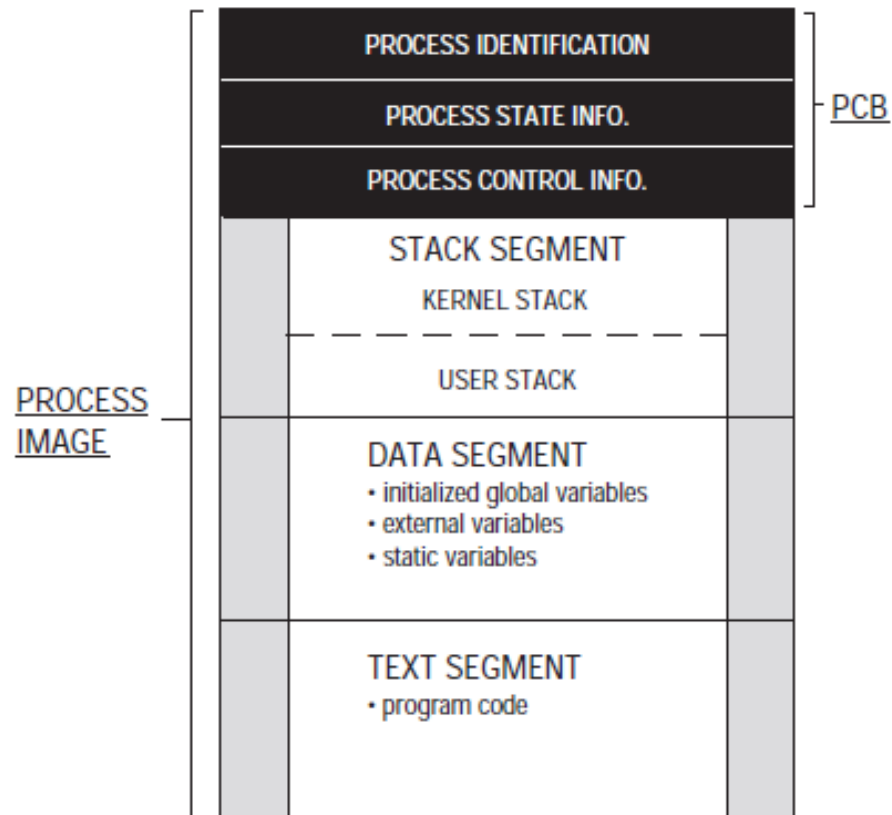 PROCESS IDENTIFICATION
PROCESS STATE INFO.
PCB
PROCESS CONTROL INFO.
STACK SEGMENT
KERNEL STACK
USER STACK
PROCESS
IMAGE
DATA SEGMENT
• initialized global variables
• external variables
• static variables
TEXT SEGMENT
• program code